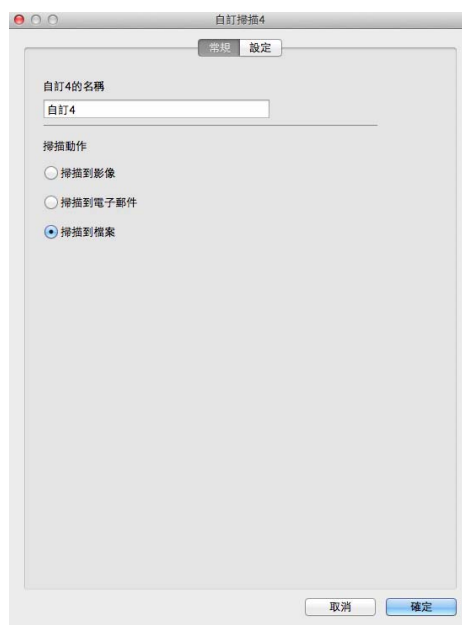 自訂掃描4
常規 設定
自訂4的名稱
自訂4
掃描動作
掃描到影像
掃描到電子郵件
掃描到檔案
取消 確定